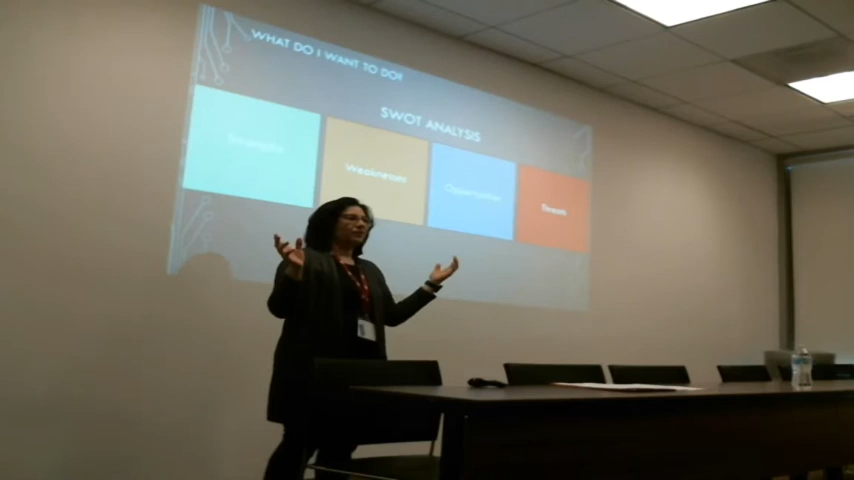 WHAT DO I WANT TO DO?
SWOT ANALYSIS
Strengths
Weaknesses
Opportunities
Threats